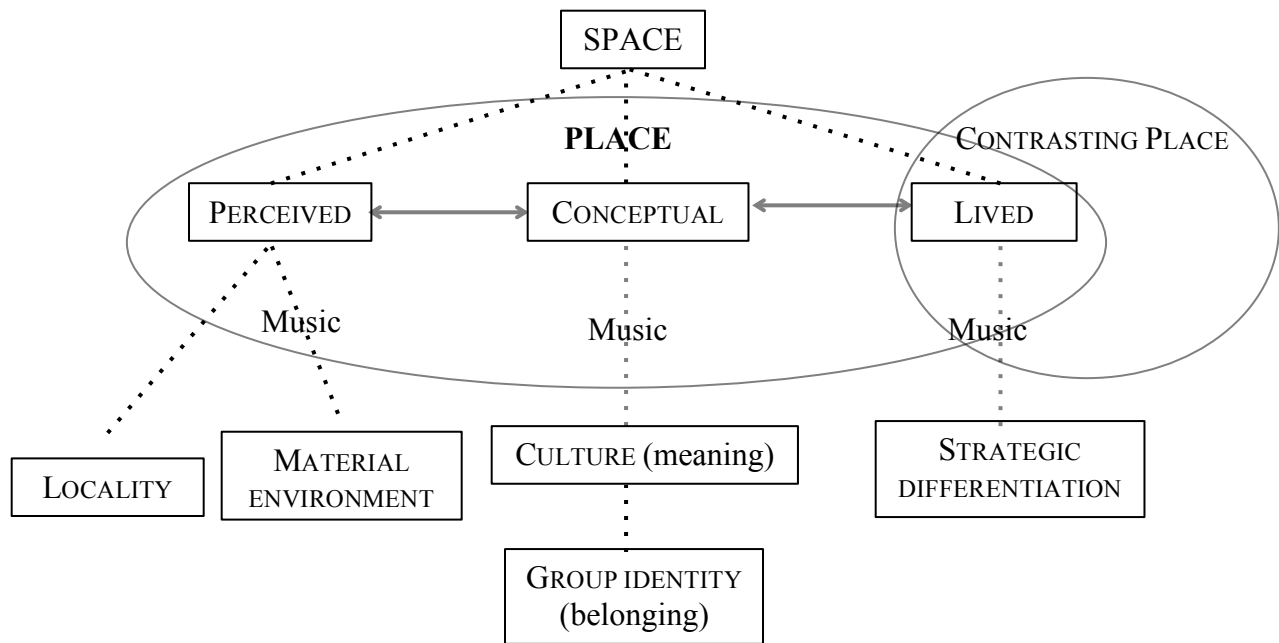 SPACE
PLACE
CONTRASTING PLACE
PERCEIVED
CONCEPTUAL
LIVED
Music
Music
Music
LOCALITY
MATERIAL
ENVIRONMENT
CULTURE (meaning)
STRATEGIC
DIFFERENTIATION
GROUP IDENTITY
(belonging)